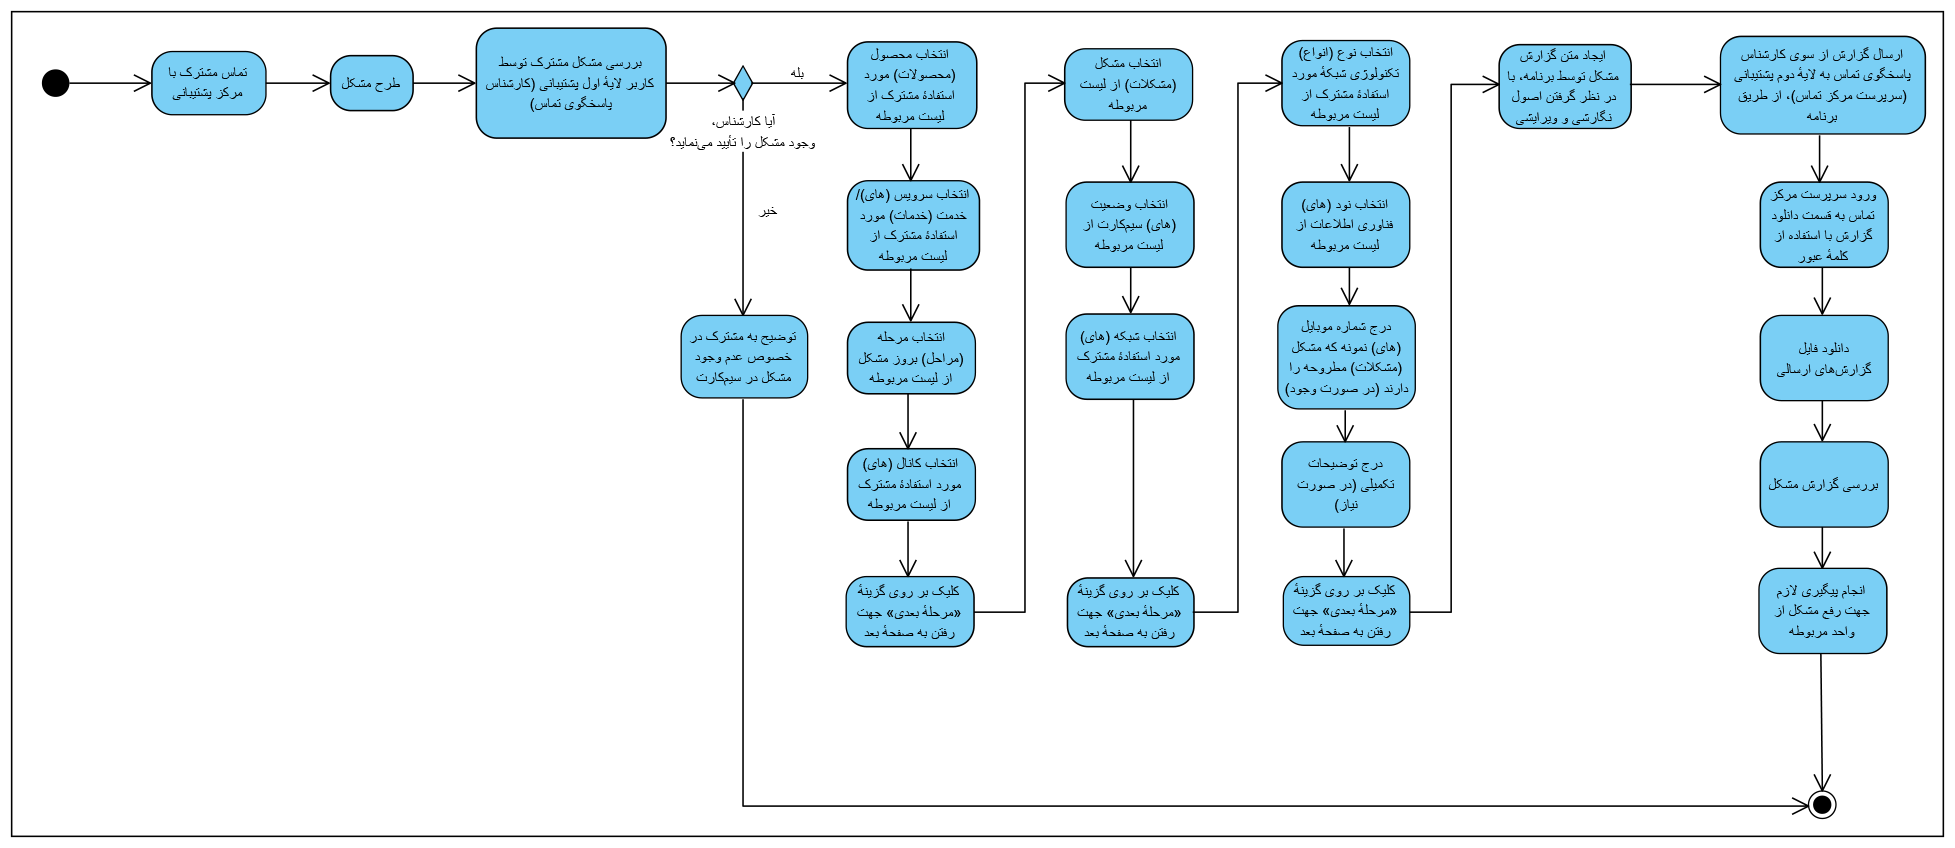 تماس مشترک با
مرکز پشتیبانی
طرح مشکل
بررسی مشکل مشترک توسط
کاربر لایهٔ اول پشتیبانی (کارشناس
پاسخگوی تماس)
آیا کارشناس،
وجود مشکل را تأیید می‌نماید؟
بله
خیر
توضیح به مشترک در
خصوص عدم وجود
مشکل در سیم‌کارت
انتخاب محصول
(محصولات) مورد
استفادهٔ مشترک از
لیست مربوطه
انتخاب سرویس (های)/
خدمت (خدمات) مورد
استفادهٔ مشترک از
لیست مربوطه
انتخاب مرحله
(مراحل) بروز مشکل
از لیست مربوطه
انتخاب کانال (های)
مورد استفادهٔ مشترک
از لیست مربوطه
کلیک بر روی گزینهٔ
«مرحلهٔ بعدی» جهت
رفتن به صفحهٔ بعد
انتخاب مشکل
(مشکلات) از لیست
مربوطه
انتخاب وضعیت
(های) سیم‌کارت از
لیست مربوطه
انتخاب شبکه (های)
مورد استفادهٔ مشترک
از لیست مربوطه
کلیک بر روی گزینهٔ
«مرحلهٔ بعدی» جهت
رفتن به صفحهٔ بعد
انتخاب نوع (انواع)
تکنولوژی شبکهٔ مورد
استفادهٔ مشترک از
لیست مربوطه
انتخاب نود (های)
فناوری اطلاعات از
لیست مربوطه
درج شماره موبایل
(های) نمونه که مشکل
(مشکلات) مطروحه را
دارند (در صورت وجود)
درج توضیحات
تکمیلی (در صورت
نیاز)
کلیک بر روی گزینهٔ
«مرحلهٔ بعدی» جهت
رفتن به صفحهٔ بعد
ایجاد متن گزارش
مشکل توسط برنامه، با
در نظر گرفتن اصول
نگارشی و ویرایشی
ارسال گزارش از سوی کارشناس
پاسخگوی تماس به لایهٔ دوم پشتیبانی
(سرپرست مرکز تماس)، از طریق
برنامه
ورود سرپرست مرکز
تماس به قسمت دانلود
گزارش با استفاده از
کلمهٔ عبور
دانلود فایل
گزارش‌های ارسالی
بررسی گزارش مشکل
انجام پیگیری لازم
جهت رفع مشکل از
واحد مربوطه